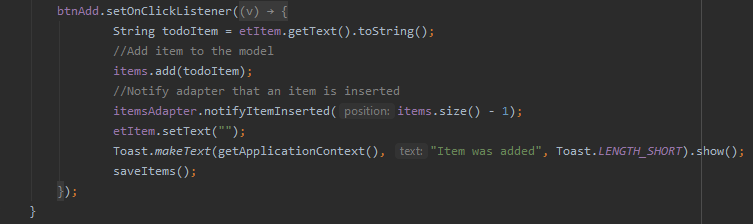 btnAdd.setOnClickListener((v) → {
String todoItem = etItem.getText().toString();
//Add item to the model
items.add(todoItem);
//Notify adapter that an item is inserted
itemsAdapter.notifyItemInserted( position: items.size() - 1);
etItem.setText("");
Toast.makeText(getApplicationContext(), text: "Item was added", Toast.LENGTH_SHORT).show();
saveItems();
});
}